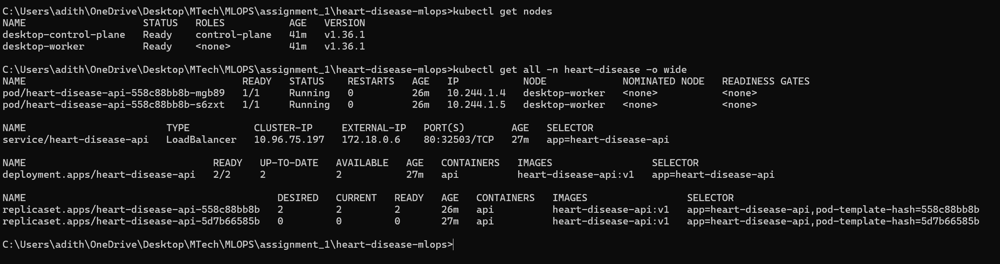 C:\Users\adith\OneDrive\Desktop\MTech\MLOPS\assignment_1\heart-disease-mlops>kubectl get nodes
NAME                    STATUS   ROLES           AGE   VERSION
desktop-control-plane   Ready    control-plane   41m   v1.36.1
desktop-worker          Ready    <none>          41m   v1.36.1
C:\Users\adith\OneDrive\Desktop\MTech\MLOPS\assignment_1\heart-disease-mlops>kubectl get all -n heart-disease -o wide
NAME                                     READY   STATUS    RESTARTS   AGE   IP           NODE             NOMINATED NODE   READINESS GATES
pod/heart-disease-api-558c88bb8b-mgb89   1/1     Running   0          26m   10.244.1.4   desktop-worker   <none>           <none>
pod/heart-disease-api-558c88bb8b-s6zxt   1/1     Running   0          26m   10.244.1.5   desktop-worker   <none>           <none>
NAME                        TYPE           CLUSTER-IP     EXTERNAL-IP   PORT(S)        AGE   SELECTOR
service/heart-disease-api   LoadBalancer   10.96.75.197   172.18.0.6    80:32503/TCP   27m   app=heart-disease-api
NAME                                READY   UP-TO-DATE   AVAILABLE   AGE   CONTAINERS   IMAGES                 SELECTOR
deployment.apps/heart-disease-api   2/2     2            2           27m   api          heart-disease-api:v1   app=heart-disease-api
NAME                                           DESIRED   CURRENT   READY   AGE   CONTAINERS   IMAGES                 SELECTOR
replicaset.apps/heart-disease-api-558c88bb8b   2         2         2       26m   api          heart-disease-api:v1   app=heart-disease-api,pod-template-hash=558c88bb8b
replicaset.apps/heart-disease-api-5d7b66585b   0         0         0       27m   api          heart-disease-api:v1   app=heart-disease-api,pod-template-hash=5d7b66585b
C:\Users\adith\OneDrive\Desktop\MTech\MLOPS\assignment_1\heart-disease-mlops>